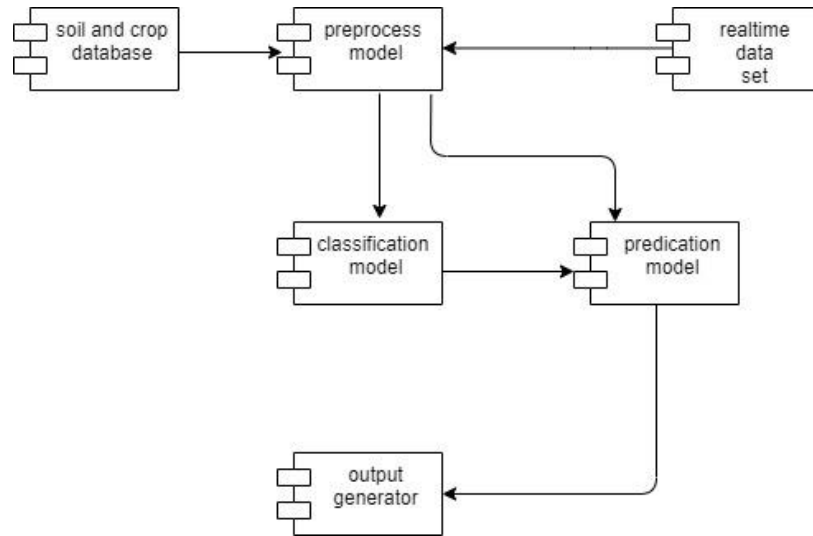 soil and crop
database
preprocess
model
realtime
data
set
classification
model
predication
model
output
generator